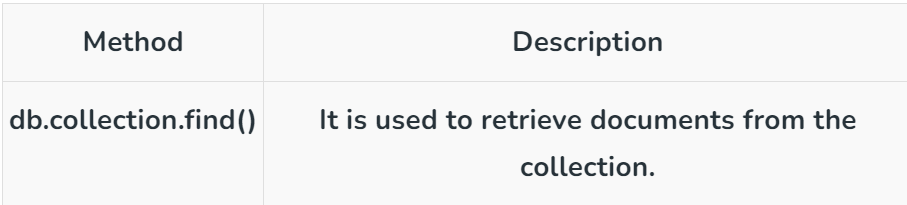 Method Description
db.collection.find() It is used to retrieve documents from the
collection.